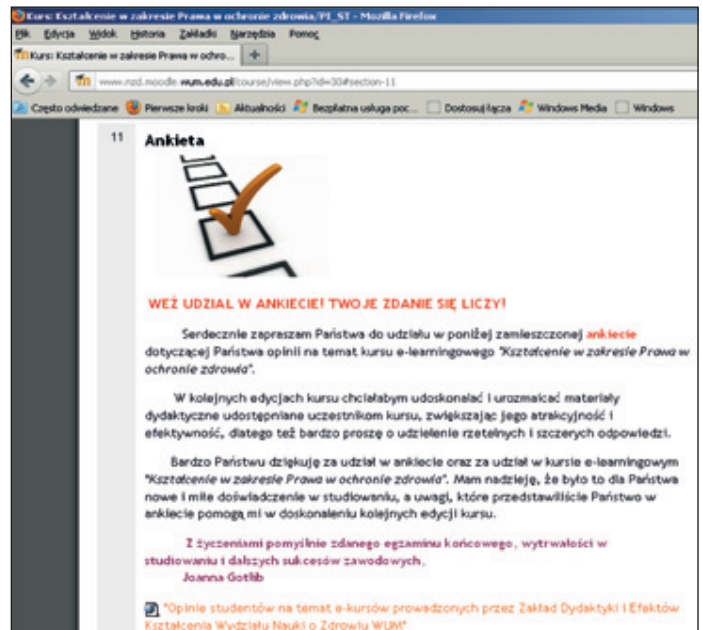 Kurs: Kształcenie w zakresie Prawa w ochronie zdrowia/PI_ST - Mozilla Firefox
Plik Edycja Widok Historia Zakładki Narzędzia Pomoc
Kurs: Kształcenie w zakresie Prawa w ochro...
www.nzd.moodle.wum.edu.pl/course/view.php?id=30#section-11
Często odwiedzane Pierwsze kroki Aktualności Bezpłatna usługa poc... Dostosuj łącza Windows Media Windows
11 Ankieta
WEŹ UDZIAŁ W ANKIECIE! TWOJE ZDANIE SIĘ LICZY!
Serdecznie zapraszam Państwa do udziału w poniżej zamieszczonej ankiecie
dotyczącej Państwa opinii na temat kursu e-learningowego "Kształcenie w zakresie Prawa w
ochronie zdrowia".
W kolejnych edycjach kursu chciałabym udoskonalać i urozmaicać materiały
dydaktyczne udostępniane uczestnikom kursu, zwiększając jego atrakcyjność i
efektywność, dlatego też bardzo proszę o udzielenie rzetelnych i szczerych odpowiedzi.
Bardzo Państwu dziękuję za udział w ankiecie oraz za udział w kursie e-learningowym
"Kształcenie w zakresie Prawa w ochronie zdrowia". Mam nadzieję, że było to dla Państwa
nowe i miłe doświadczenie w studiowaniu, a uwagi, które przedstawiliście Państwo w
ankiecie pomogą mi w doskonaleniu kolejnych edycji kursu.
Z życzeniami pomyślnie zdanego egzaminu końcowego, wytrwałości w
studiowaniu i dalszych sukcesów zawodowych,
Joanna Gotlib
"Opinie studentów na temat e-kursów prowadzonych przez Zakład Dydaktyki i Efektów
Kształcenia Wydziału Nauki o Zdrowiu WUM"